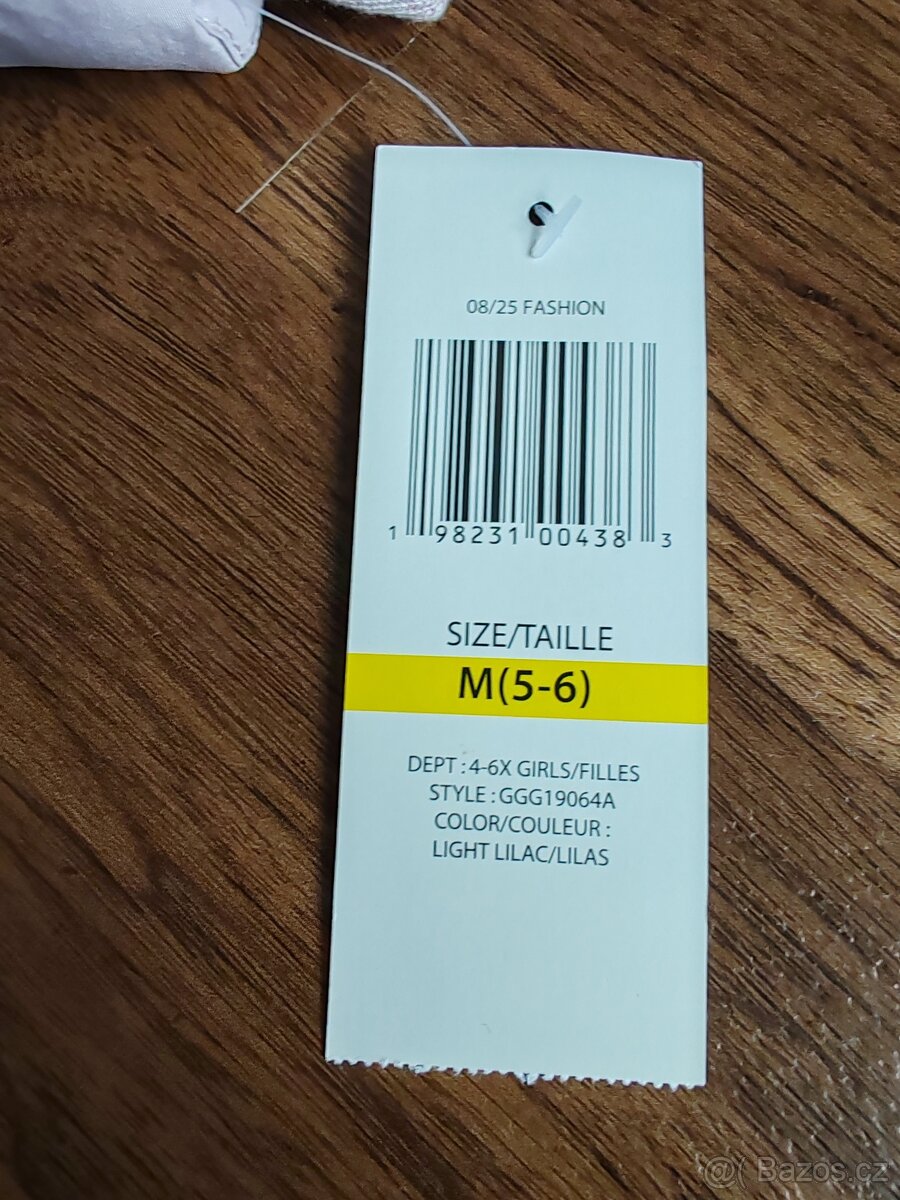 08/25 FASHION
1 98231 00438 3
SIZE/TAILLE
M(5-6)
DEPT : 4-6X GIRLS/FILLES
STYLE : GGG19064A
COLOR/COULEUR :
LIGHT LILAC/LILAS
@( Bazos.cz